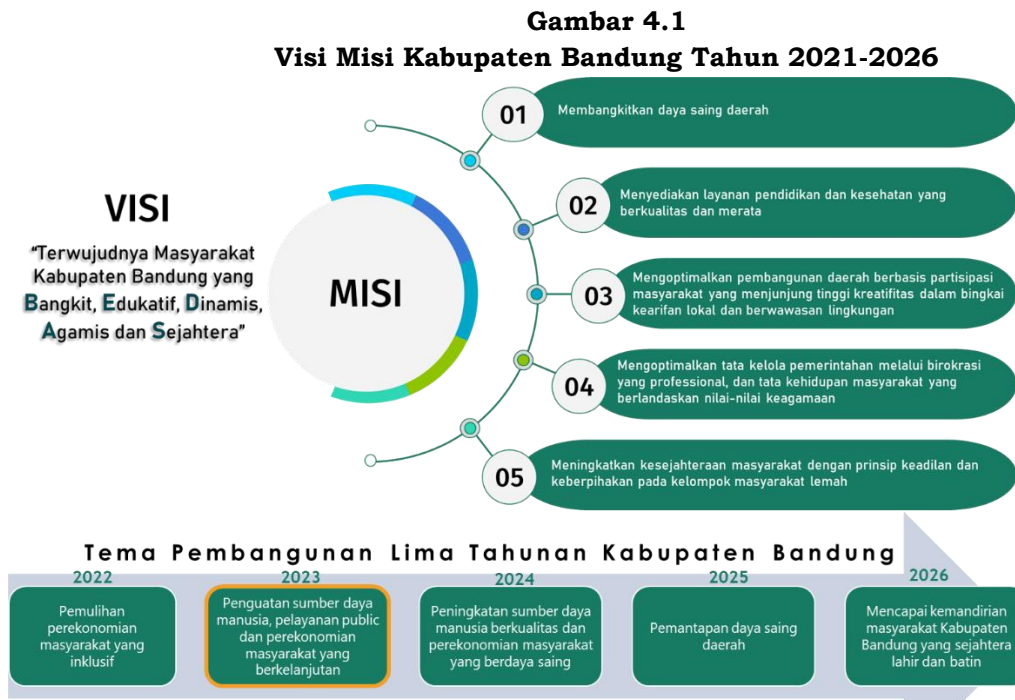 Gambar 4.1
Visi Misi Kabupaten Bandung Tahun 2021-2026
VISI
"Terwujudnya Masyarakat
Kabupaten Bandung yang
Bangkit, Edukatif, Dinamis,
Agamis dan Sejahtera"
MISI
01
Membangkitkan daya saing daerah
02
Menyediakan layanan pendidikan dan kesehatan yang
berkualitas dan merata
03
Mengoptimalkan pembangunan daerah berbasis partisipasi
masyarakat yang menjunjung tinggi kreatifitas dalam bingkai
kearifan lokal dan berwawasan lingkungan
04
Mengoptimalkan tata kelola pemerintahan melalui birokrasi
yang professional, dan tata kehidupan masyarakat yang
berlandaskan nilai-nilai keagamaan
05
Meningkatkan kesejahteraan masyarakat dengan prinsip keadilan dan
keberpihakan pada kelompok masyarakat lemah
Tema Pembangunan Lima Tahunan Kabupaten Bandung
2022
Pemulihan
perekonomian
masyarakat yang
inklusif
2023
Penguatan sumber daya
manusia, pelayanan public
dan perekonomian
masyarakat yang
berkelanjutan
2024
Peningkatan sumber daya
manusia berkualitas dan
perekonomian masyarakat
yang berdaya saing
2025
Pemantapan daya saing
daerah
2026
Mencapai kemandirian
masyarakat Kabupaten
Bandung yang sejahtera
lahir dan batin